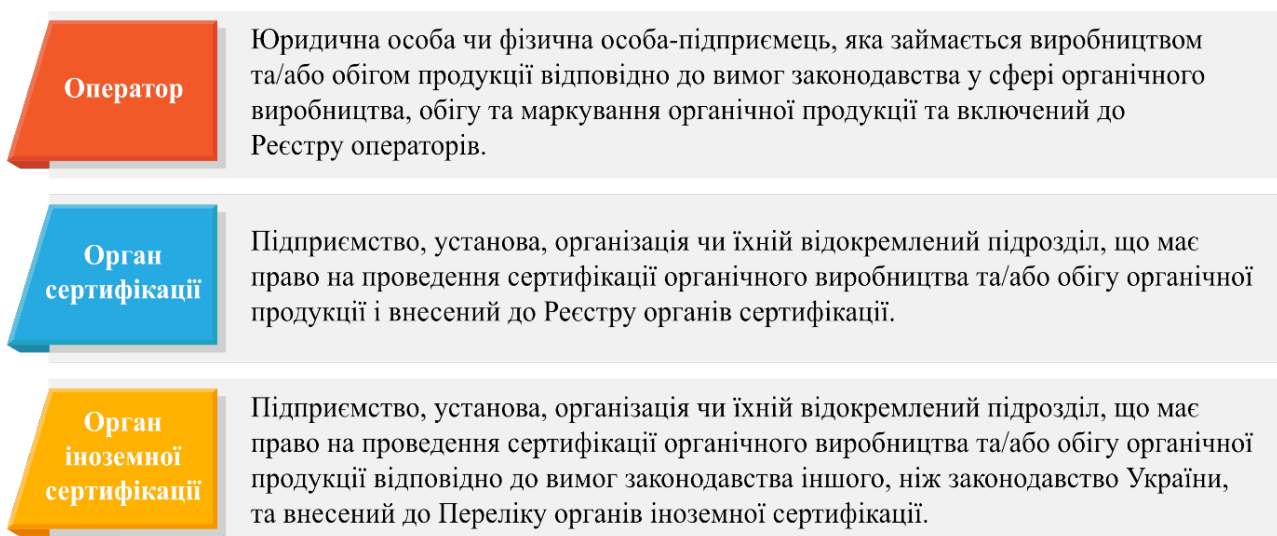 Оператор
Юридична особа чи фізична особа-підприємець, яка займається виробництвом
та/або обігом продукції відповідно до вимог законодавства у сфері органічного
виробництва, обігу та маркування органічної продукції та включений до
Реєстру операторів.
Орган
сертифікації
Підприємство, установа, організація чи їхній відокремлений підрозділ, що має
право на проведення сертифікації органічного виробництва та/або обігу органічної
продукції і внесений до Реєстру органів сертифікації.
Орган
іноземної
сертифікації
Підприємство, установа, організація чи їхній відокремлений підрозділ, що має
право на проведення сертифікації органічного виробництва та/або обігу органічної
продукції відповідно до вимог законодавства іншого, ніж законодавство України,
та внесений до Переліку органів іноземної сертифікації.